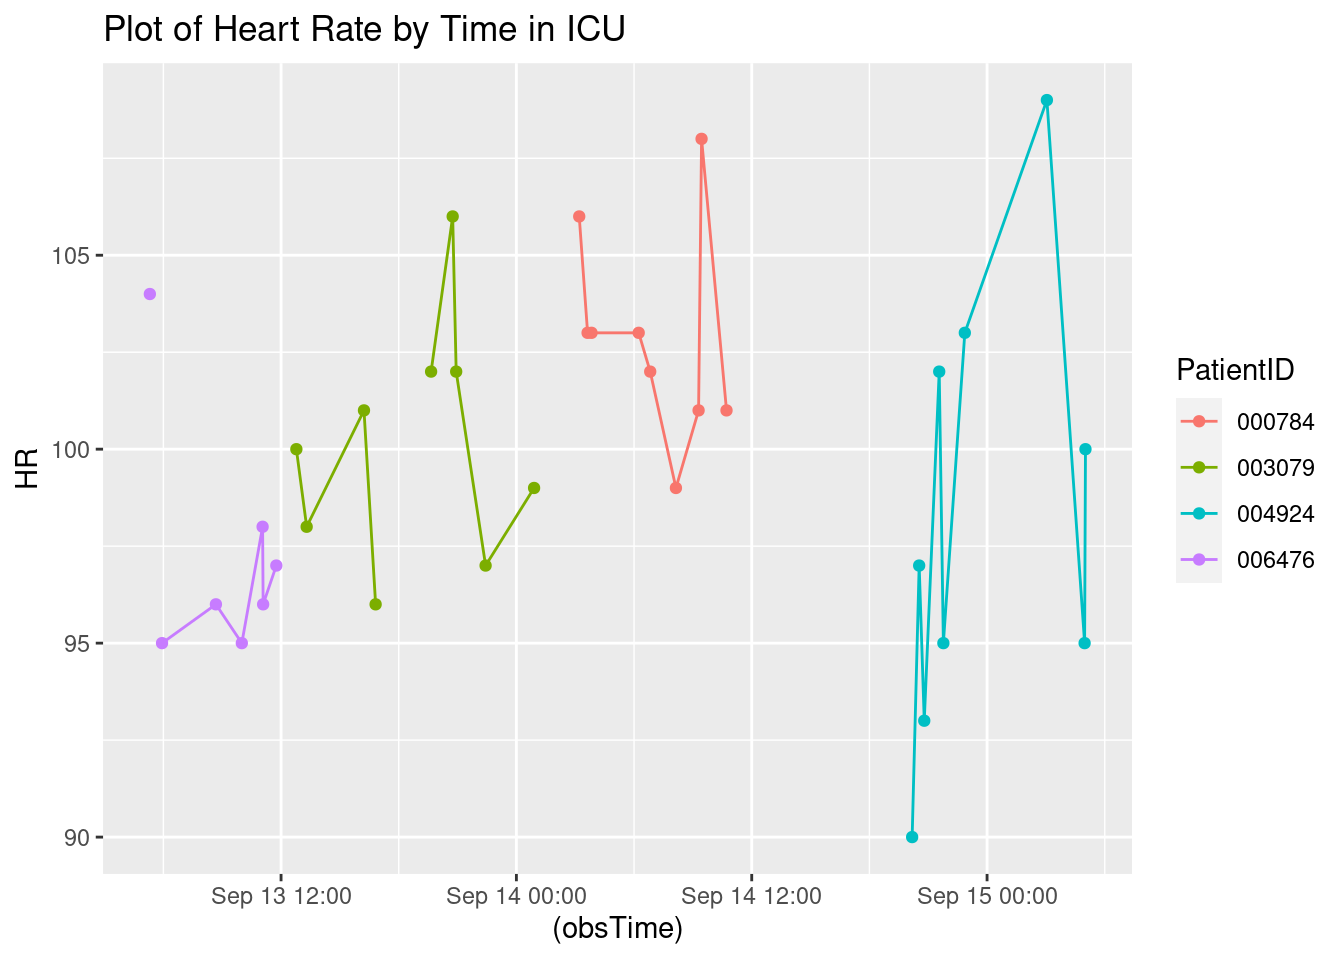 Plot of Heart Rate by Time in ICU
HR
105
100
95
90
Sep 13 12:00 Sep 14 00:00 Sep 14 12:00 Sep 15 00:00
(obsTime)
PatientID
000784
003079
004924
006476